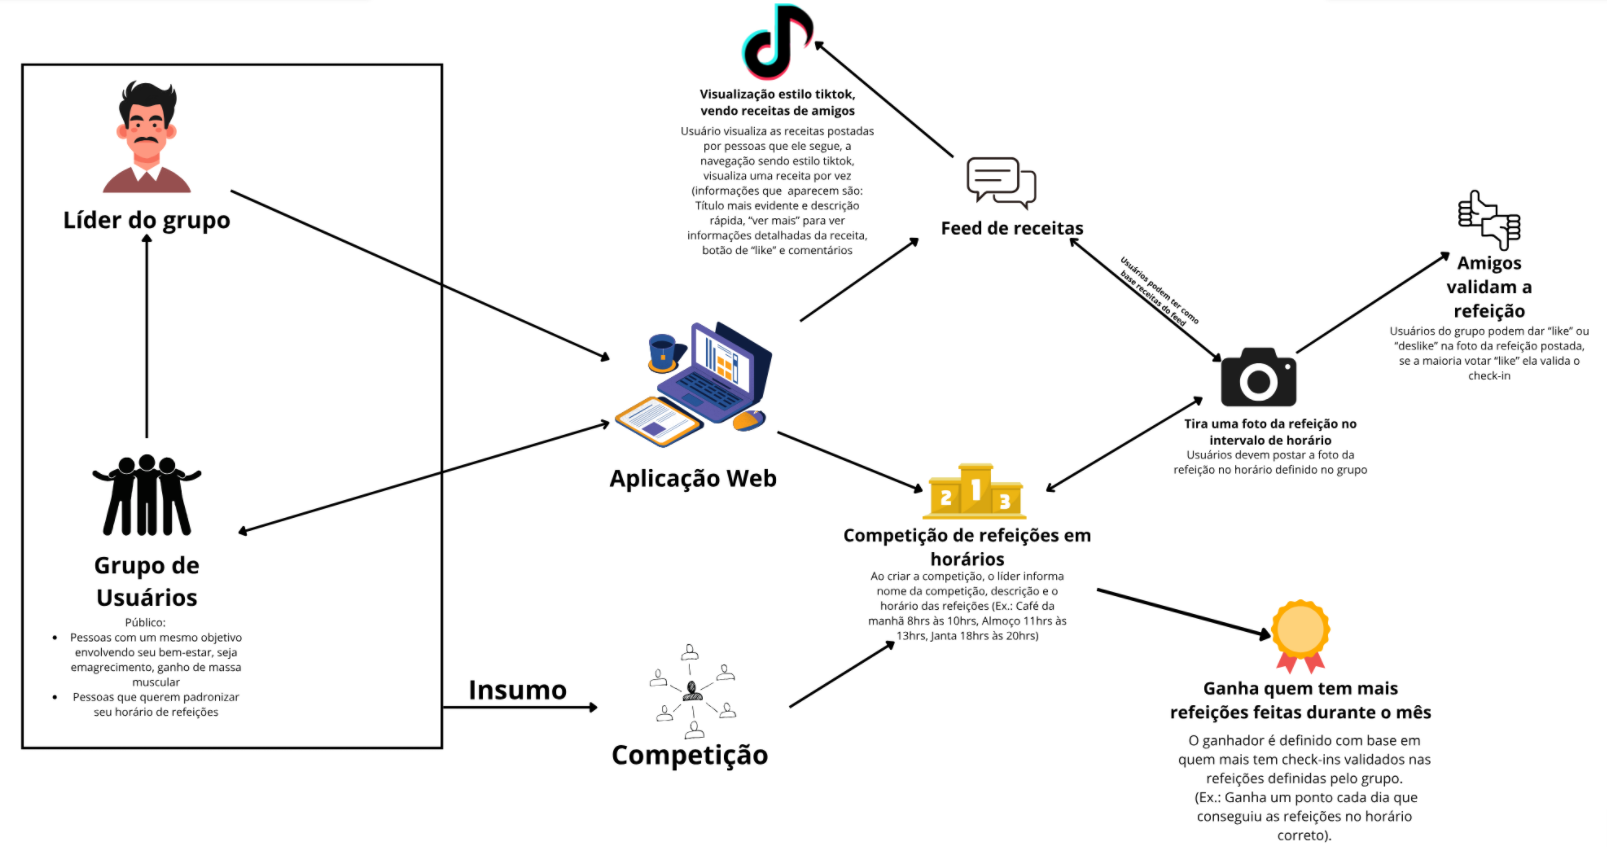 Visualização estilo tiktok,
vendo receitas de amigos
Usuário visualiza as receitas postadas
por pessoas que ele segue, a
navegação sendo estilo tiktok,
visualiza uma receita por vez
(informações que aparecem são:
Título mais evidente e descrição
rápida, “ver mais” para ver
informações detalhadas da receita,
botão de “like” e comentários
Líder do grupo
Feed de receitas
Usuários podem ter como
base receitas do feed
Amigos
validam a
refeição
Usuários do grupo podem dar “like” ou
“deslike” na foto da refeição postada,
se a maioria votar “like” ela valida o
check-in
Tira uma foto da refeição no
intervalo de horário
Usuários devem postar a foto da
refeição no horário definido no grupo
Aplicação Web
2
1
3
Competição de refeições em
horários
Ao criar a competição, o líder informa
nome da competição, descrição e o
horário das refeições (Ex.: Café da
manhã 8hrs às 10hrs, Almoço 11hrs às
13hrs, Janta 18hrs às 20hrs)
Grupo de
Usuários
Público:
• Pessoas com um mesmo objetivo
envolvendo seu bem-estar, seja
emagrecimento, ganho de massa
muscular
• Pessoas que querem padronizar
seu horário de refeições
Insumo
Competição
Ganha quem tem mais
refeições feitas durante o mês
O ganhador é definido com base em
quem mais tem check-ins validados nas
refeições definidas pelo grupo.
(Ex.: Ganha um ponto cada dia que
conseguiu as refeições no horário
correto).